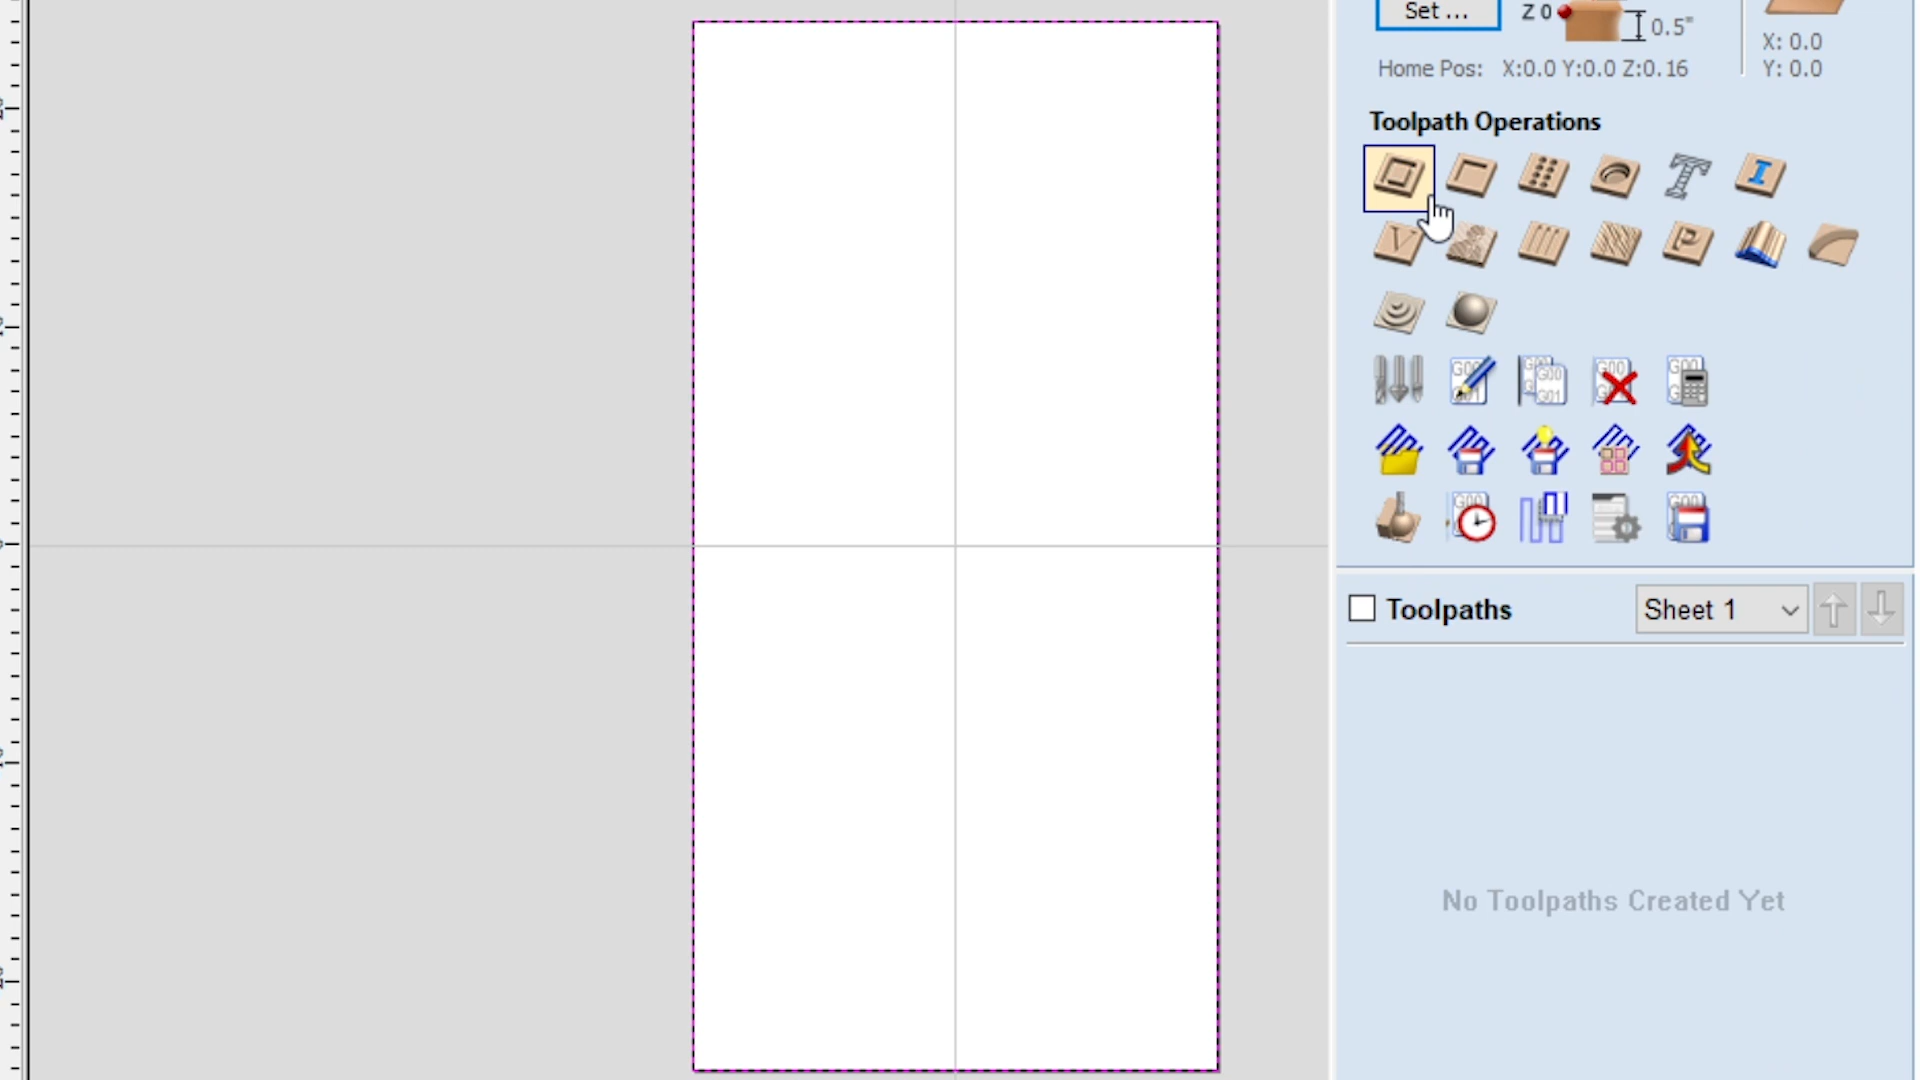 Set ...
Z 0
0.5"
X: 0.0
Y: 0.0
Home Pos: X:0.0 Y:0.0 Z:0.16
Toolpath Operations
Toolpaths
Sheet 1
No Toolpaths Created Yet